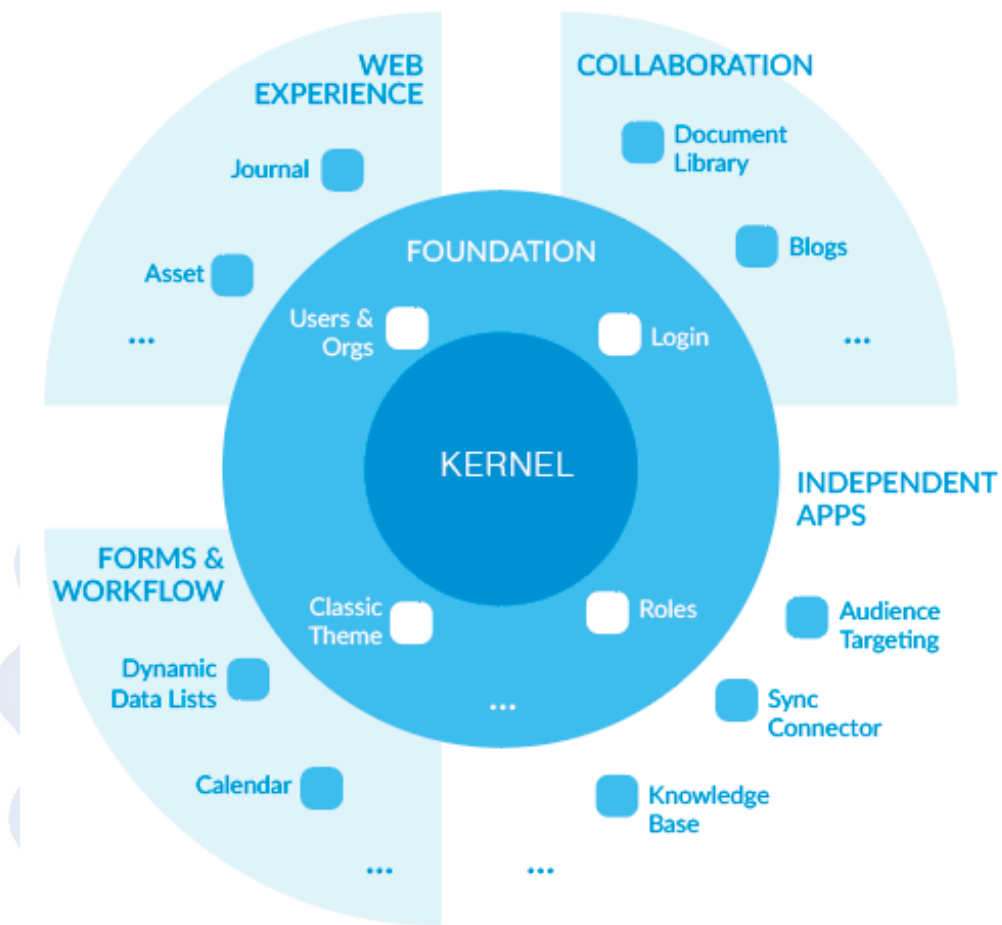 WEB
EXPERIENCE
Journal
Asset
...
COLLABORATION
Document
Library
Blogs
...
FOUNDATION
Users &
Orgs
Login
KERNEL
Classic
Theme
Roles
...
FORMS &
WORKFLOW
Dynamic
Data Lists
Calendar
...
INDEPENDENT
APPS
Audience
Targeting
Sync
Connector
Knowledge
Base
...